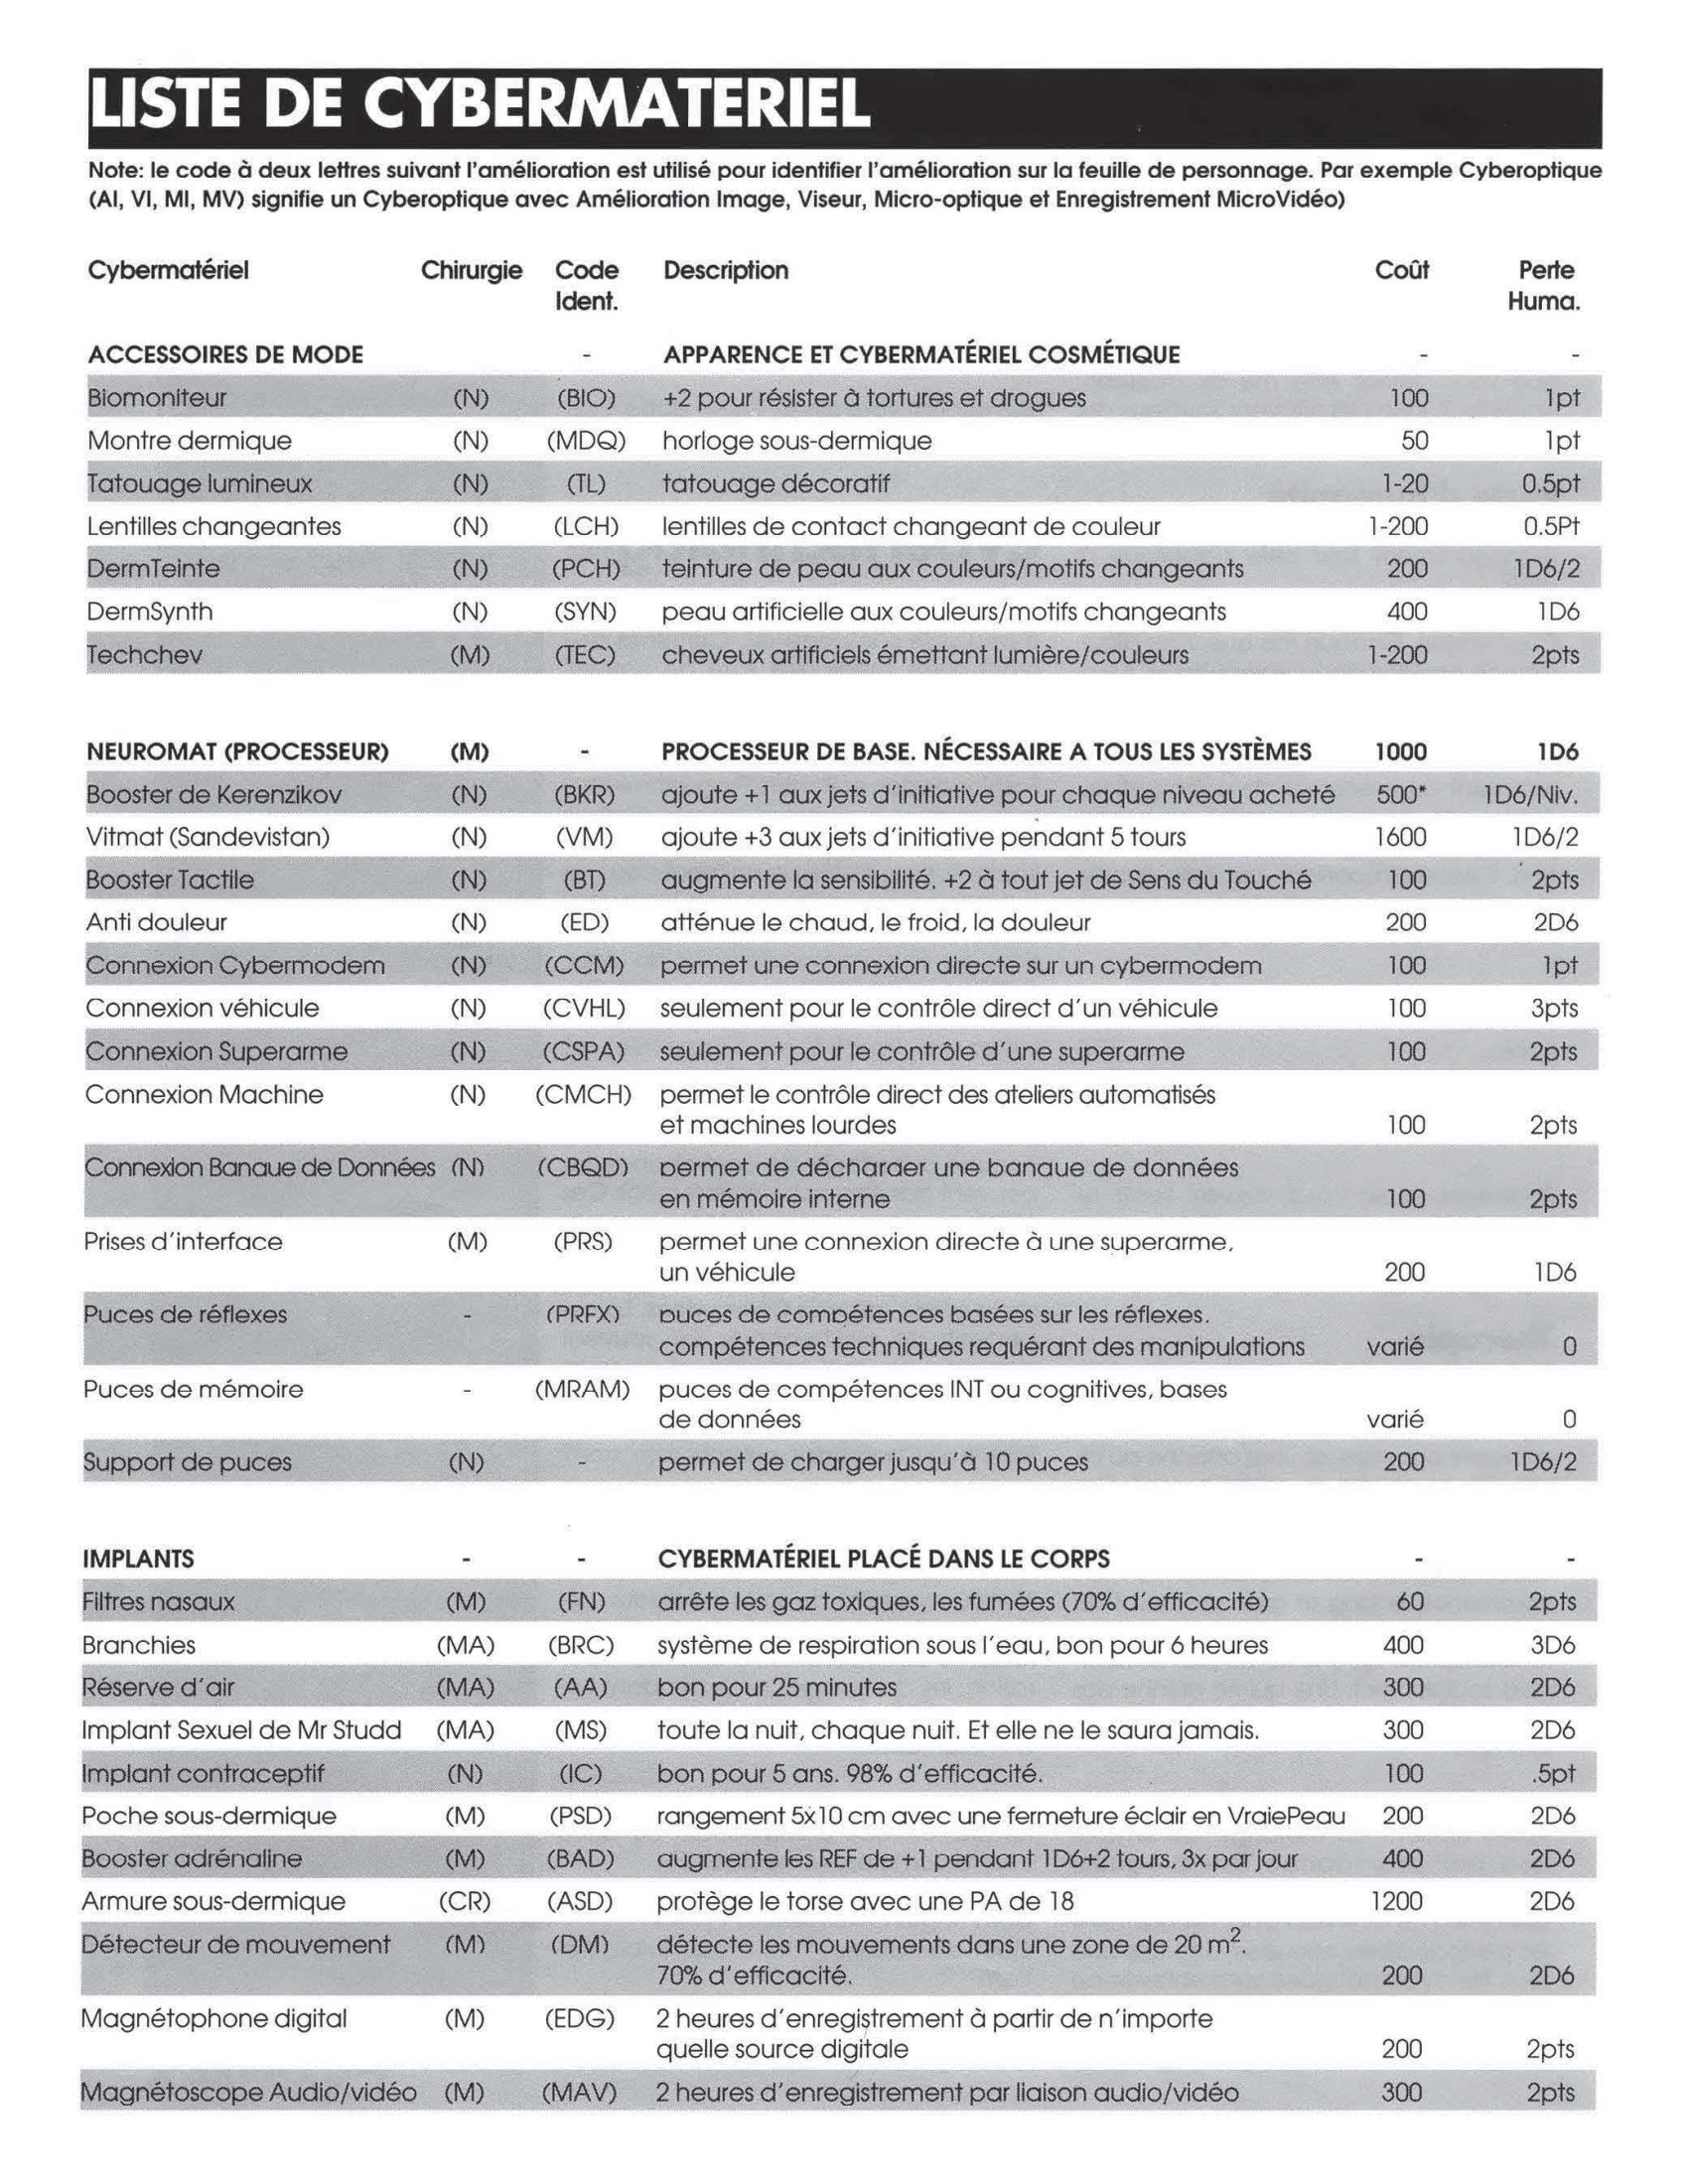 LISTE DE CYBERMATERIEL
Note: le code à deux lettres suivant l'amélioration est utilisé pour identifier l'amélioration sur la feuille de personnage. Par exemple Cyberoptique
(AI, VI, MI, MV) signifie un Cyberoptique avec Amélioration Image, Viseur, Micro-optique et Enregistrement MicroVidéo)
Cybermatériel Chirurgie Code Description Coût Perte
Ident. Huma.
ACCESSOIRES DE MODE - APPARENCE ET CYBERMATÉRIEL COSMÉTIQUE - -
Biomoniteur (N) (BIO) +2 pour résister à tortures et drogues 100 1pt
Montre dermique (N) (MDQ) horloge sous-dermique 50 1pt
Tatouage lumineux (N) (TL) tatouage décoratif 1-20 0.5pt
Lentilles changeantes (N) (LCH) lentilles de contact changeant de couleur 1-200 0.5Pt
DermTeinte (N) (PCH) teinture de peau aux couleurs/motifs changeants 200 1D6/2
DermSynth (N) (SYN) peau artificielle aux couleurs/motifs changeants 400 1D6
Techchev (M) (TEC) cheveux artificiels émettant lumière/couleurs 1-200 2pts
NEUROMAT (PROCESSEUR) (M) - PROCESSEUR DE BASE. NÉCESSAIRE A TOUS LES SYSTÈMES 1000 1D6
Booster de Kerenzikov (N) (BKR) ajoute +1 aux jets d'initiative pour chaque niveau acheté 500* 1D6/Niv.
Vitmat (Sandevistan) (N) (VM) ajoute +3 aux jets d'initiative pendant 5 tours 1600 1D6/2
Booster Tactile (N) (BT) augmente la sensibilité. +2 à tout jet de Sens du Touché 100 2pts
Anti douleur (N) (ED) atténue le chaud, le froid, la douleur 200 2D6
Connexion Cybermodem (N) (CCM) permet une connexion directe sur un cybermodem 100 1pt
Connexion véhicule (N) (CVHL) seulement pour le contrôle direct d'un véhicule 100 3pts
Connexion Superarme (N) (CSPA) seulement pour le contrôle d'une superarme 100 2pts
Connexion Machine (N) (CMCH) permet le contrôle direct des ateliers automatisés
et machines lourdes 100 2pts
Connexion Banque de Données (N) (CBQD) permet de décharger une banque de données
en mémoire interne 100 2pts
Prises d'interface (M) (PRS) permet une connexion directe à une superarme,
un véhicule 200 1D6
Puces de réflexes - (PRFX) puces de compétences basées sur les réflexes.
compétences techniques requérant des manipulations varié 0
Puces de mémoire - (MRAM) puces de compétences INT ou cognitives, bases
de données varié 0
Support de puces (N) - permet de charger jusqu'à 10 puces 200 1D6/2
IMPLANTS - - CYBERMATÉRIEL PLACÉ DANS LE CORPS - -
Filtres nasaux (M) (FN) arrête les gaz toxiques, les fumées (70% d'efficacité) 60 2pts
Branchies (MA) (BRC) système de respiration sous l'eau, bon pour 6 heures 400 3D6
Réserve d'air (MA) (AA) bon pour 25 minutes 300 2D6
Implant Sexuel de Mr Studd (MA) (MS) toute la nuit, chaque nuit. Et elle ne le saura jamais. 300 2D6
Implant contraceptif (N) (IC) bon pour 5 ans. 98% d'efficacité. 100 .5pt
Poche sous-dermique (M) (PSD) rangement 5x10 cm avec une fermeture éclair en VraiePeau 200 2D6
Booster adrénaline (M) (BAD) augmente les REF de +1 pendant 1D6+2 tours, 3x par jour 400 2D6
Armure sous-dermique (CR) (ASD) protège le torse avec une PA de 18 1200 2D6
Détecteur de mouvement (M) (DM) détecte les mouvements dans une zone de 20 m².
70% d'efficacité. 200 2D6
Magnétophone digital (M) (EDG) 2 heures d'enregistrement à partir de n'importe
quelle source digitale 200 2pts
Magnétoscope Audio/vidéo (M) (MAV) 2 heures d'enregistrement par liaison audio/vidéo 300 2pts